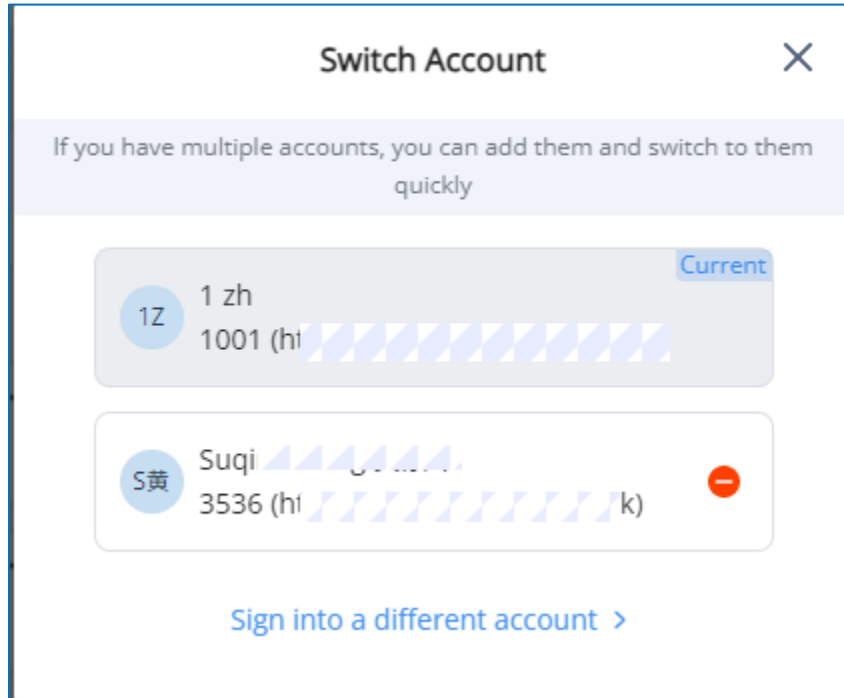 Switch Account
If you have multiple accounts, you can add them and switch to them
quickly
Current
1Z
1 zh
1001 (ht
S黄
Suqi
3536 (ht k)
Sign into a different account >